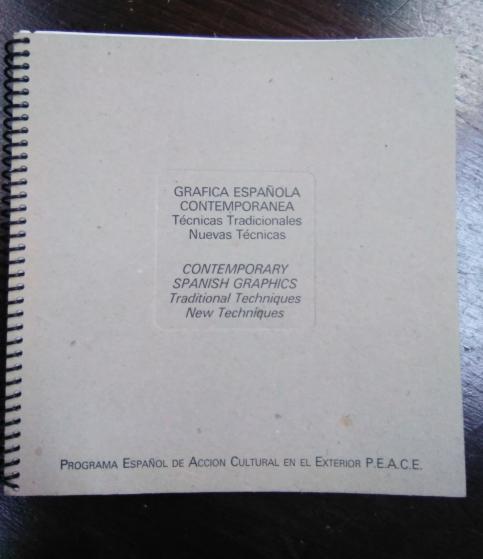 GRAFICA ESPAÑOLA
CONTEMPORANEA
Técnicas Tradicionales
Nuevas Técnicas
CONTEMPORARY
SPANISH GRAPHICS
Traditional Techniques
New Techniques
PROGRAMA ESPAÑOL DE ACCION CULTURAL EN EL EXTERIOR P.E.A.C.E.